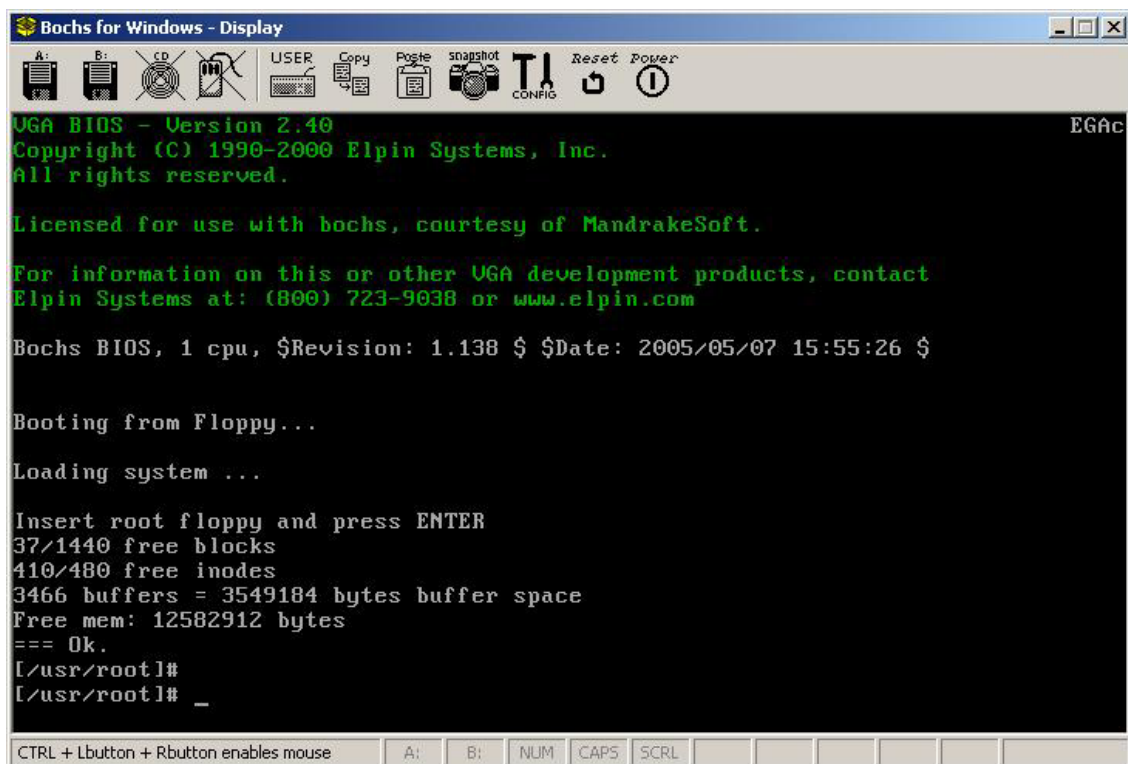 Bochs for Windows - Display
A: B: CD USER Copy Paste snapshot CONFIG Reset Power
VGA BIOS - Version 2.40 EGAc
Copyright (C) 1990-2000 Elpin Systems, Inc.
All rights reserved.
Licensed for use with bochs, courtesy of MandrakeSoft.
For information on this or other VGA development products, contact
Elpin Systems at: (800) 723-9038 or www.elpin.com
Bochs BIOS, 1 cpu, $Revision: 1.138 $ $Date: 2005/05/07 15:55:26 $
Booting from Floppy...
Loading system ...
Insert root floppy and press ENTER
37/1440 free blocks
410/480 free inodes
3466 buffers = 3549184 bytes buffer space
Free mem: 12582912 bytes
=== Ok.
[/usr/root]#
[/usr/root]# _
CTRL + Lbutton + Rbutton enables mouse A: B: NUM CAPS SCRL